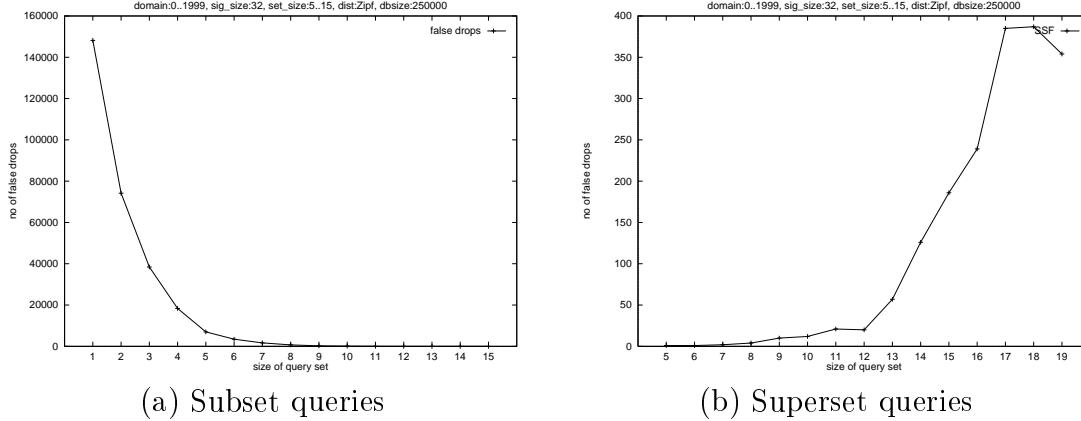 domain:0..1999, sig_size:32, set_size:5..15, dist:Zipf, dbsize:250000
160000
140000
120000
100000
80000
60000
40000
20000
0
no of false drops
false drops
1 2 3 4 5 6 7 8 9 10 11 12 13 14 15
size of query set
(a) Subset queries
domain:0..1999, sig_size:32, set_size:5..15, dist:Zipf, dbsize:250000
400
350
300
250
200
150
100
50
0
no of false drops
SSF
5 6 7 8 9 10 11 12 13 14 15 16 17 18 19
size of query set
(b) Superset queries